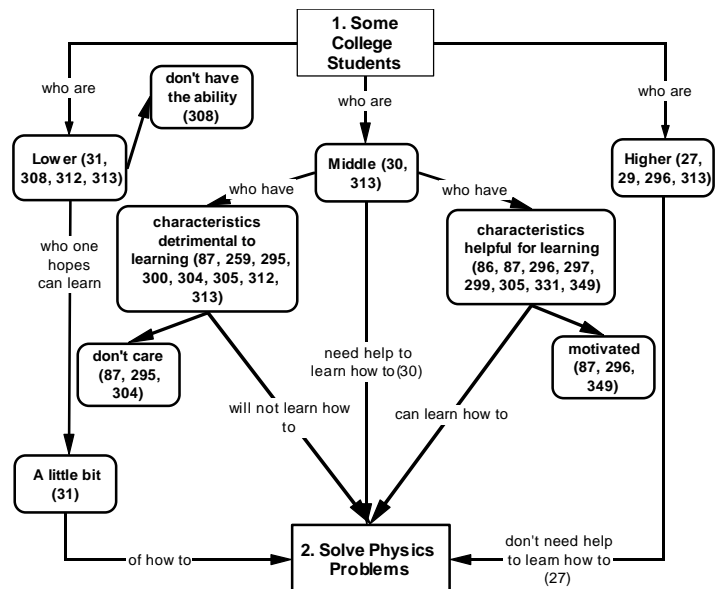 1. Some
College
Students
who are
who are
who are
don't have
the ability
(308)
Lower (31,
308, 312, 313)
Middle (30,
313)
Higher (27,
29, 296, 313)
who have
who have
characteristics
detrimental to
learning (87, 259, 295,
300, 304, 305, 312,
313)
characteristics
helpful for learning
(86, 87, 296, 297,
299, 305, 331, 349)
who one
hopes
can learn
don't care
(87, 295,
304)
need help to
learn how to(30)
motivated
(87, 296,
349)
will not learn how
to
can learn how to
A little bit
(31)
of how to
2. Solve Physics
Problems
don't need help
to learn how to
(27)